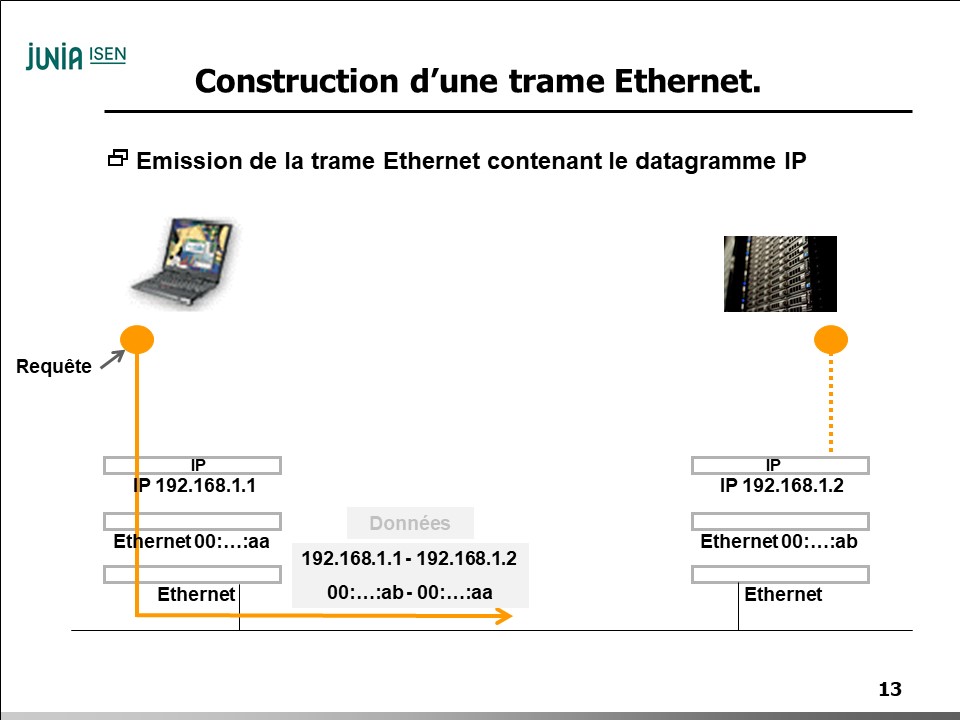 JUNIA ISEN
Construction d’une trame Ethernet.
Emission de la trame Ethernet contenant le datagramme IP
Requête
IP
IP 192.168.1.1
Ethernet 00:…:aa
Ethernet
Données
192.168.1.1 - 192.168.1.2
00:…:ab - 00:…:aa
IP
IP 192.168.1.2
Ethernet 00:…:ab
Ethernet
13